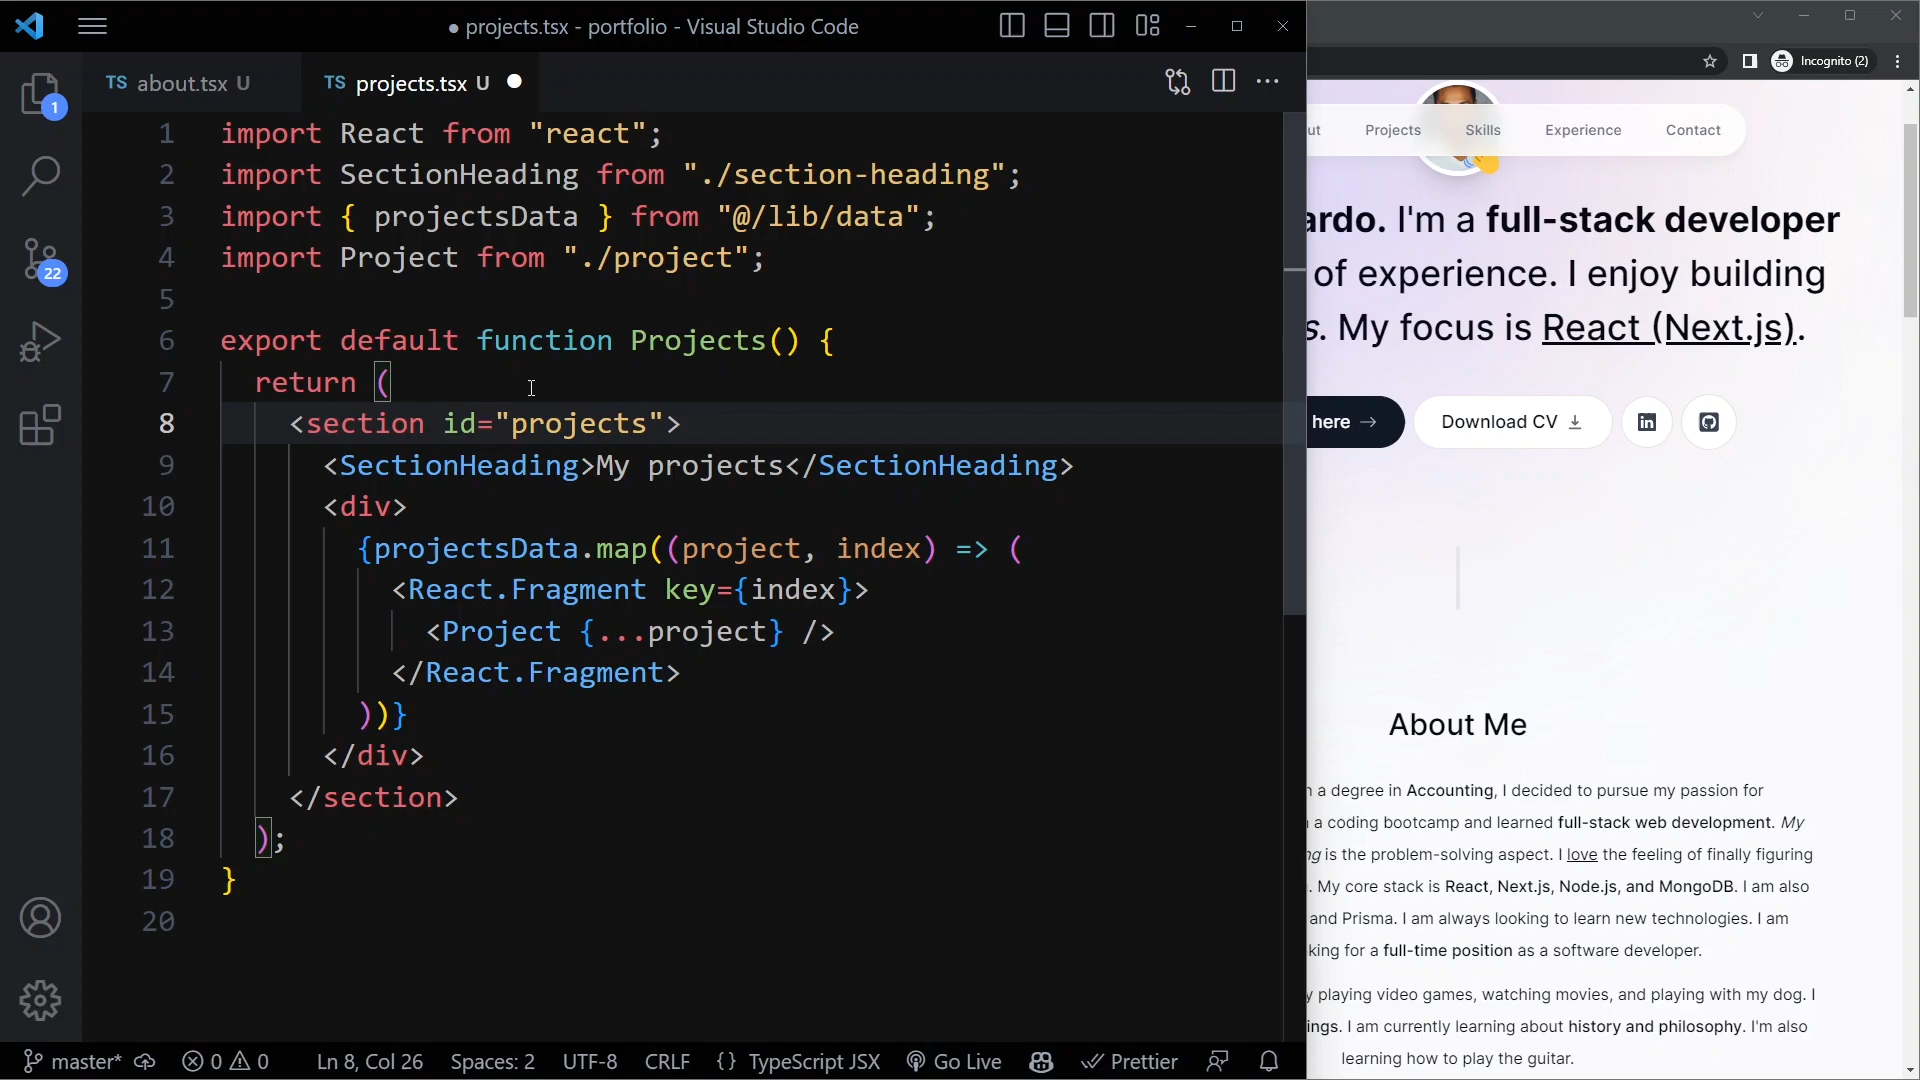 projects.tsx - portfolio - Visual Studio Code
TS about.tsx U
TS projects.tsx U
1 import React from "react";
2 import SectionHeading from "./section-heading";
3 import { projectsData } from "@/lib/data";
4 import Project from "./project";
5
6 export default function Projects() {
7 return (
8 <section id="projects">
9 <SectionHeading>My projects</SectionHeading>
10 <div>
11 {projectsData.map((project, index) => (
12 <React.Fragment key={index}>
13 <Project {...project} />
14 </React.Fragment>
15 ))}
16 </div>
17 </section>
18 );
19 }
20
1
22
master* 0 0 Ln 8, Col 26 Spaces: 2 UTF-8 CRLF {} TypeScript JSX Go Live Prettier
Incognito (2)
ut Projects Skills Experience Contact
ardo. I'm a full-stack developer
of experience. I enjoy building
s. My focus is React (Next.js).
here → Download CV in
About Me
a degree in Accounting, I decided to pursue my passion for
a coding bootcamp and learned full-stack web development. My
ng is the problem-solving aspect. I love the feeling of finally figuring
. My core stack is React, Next.js, Node.js, and MongoDB. I am also
and Prisma. I am always looking to learn new technologies. I am
king for a full-time position as a software developer.
y playing video games, watching movies, and playing with my dog. I
ings. I am currently learning about history and philosophy. I'm also
learning how to play the guitar.